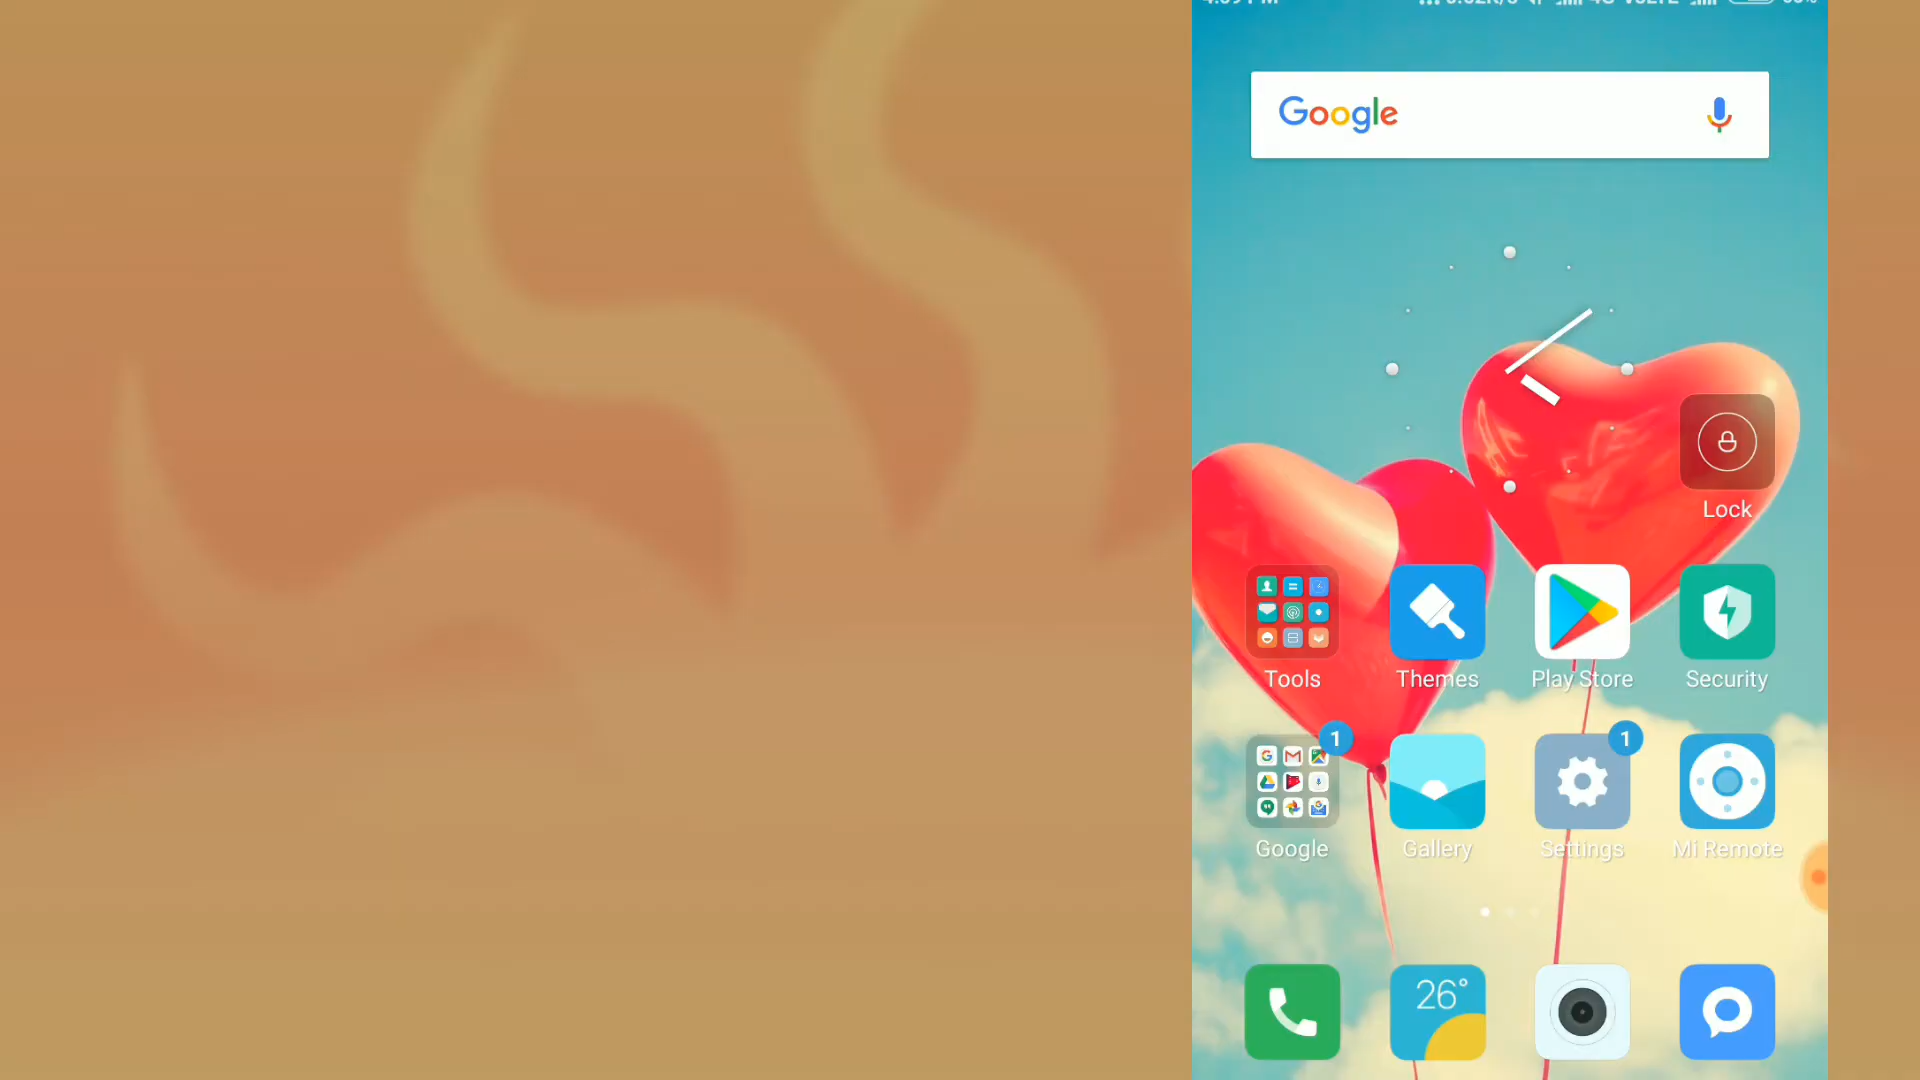 Google
Lock
Tools
Themes
Play Store
Security
1
1
Google
Gallery
Settings
Mi Remote
26°